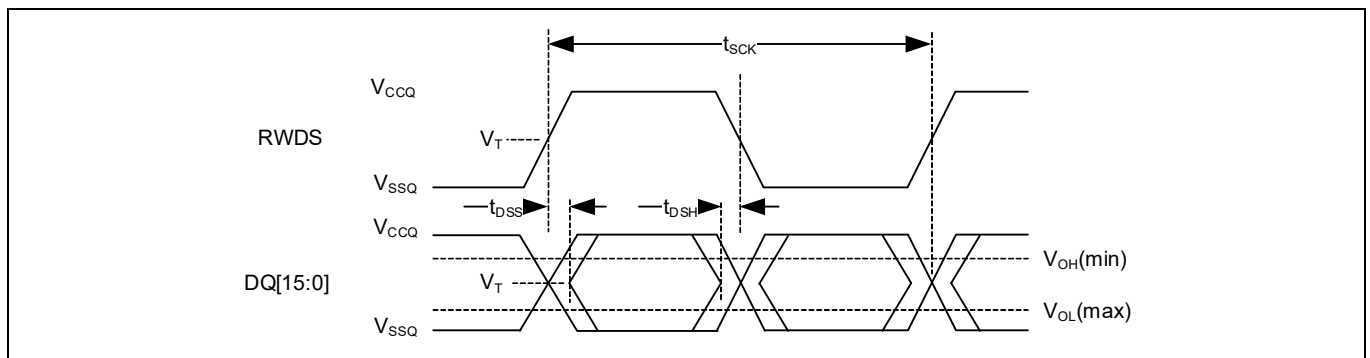 tSCK
VCCQ
RWDS
VT
VSSQ
tDSS
tDSH
VCCQ
VOH(min)
DQ[15:0]
VT
VOL(max)
VSSQ